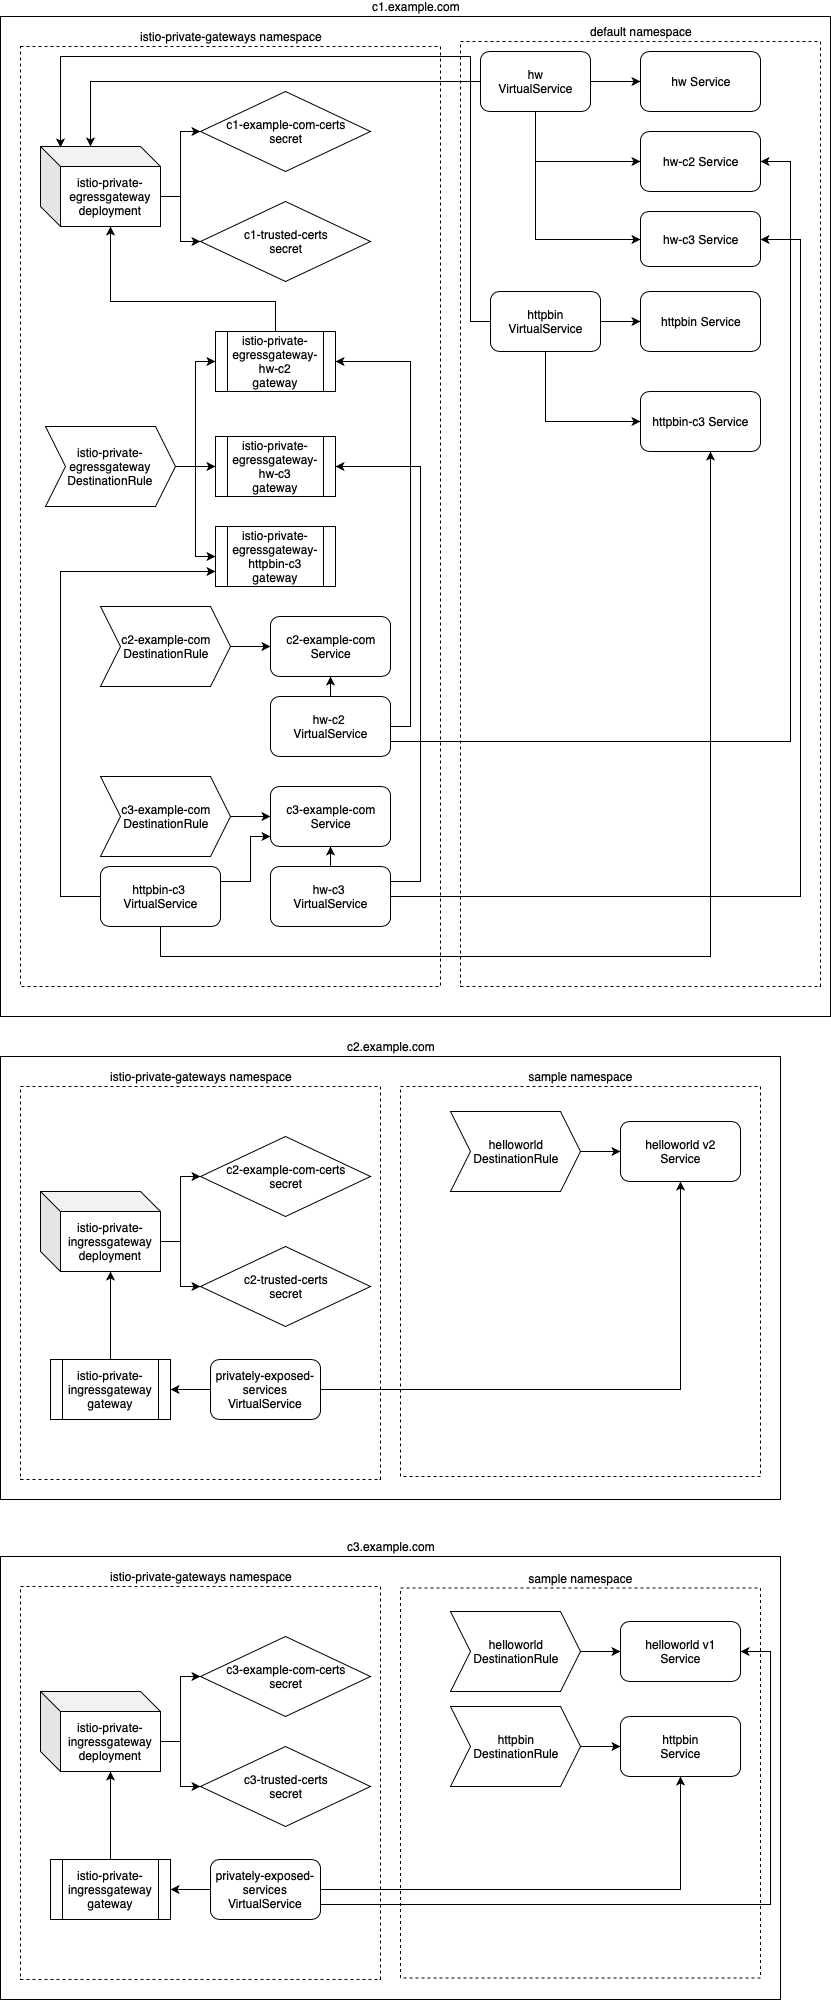 c1.example.com
istio-private-gateways namespace
default namespace
hw
VirtualService
hw Service
c1-example-com-certs
secret
hw-c2 Service
istio-private-
egressgateway
deployment
c1-trusted-certs
secret
hw-c3 Service
httpbin
VirtualService
httpbin Service
istio-private-
egressgateway-
hw-c2
gateway
httpbin-c3 Service
istio-private-
egressgateway
DestinationRule
istio-private-
egressgateway-
hw-c3
gateway
istio-private-
egressgateway-
httpbin-c3
gateway
c2-example-com
DestinationRule
c2-example-com
Service
hw-c2
VirtualService
c3-example-com
DestinationRule
c3-example-com
Service
httpbin-c3
VirtualService
hw-c3
VirtualService
c2.example.com
istio-private-gateways namespace
sample namespace
helloworld
DestinationRule
helloworld v2
Service
c2-example-com-certs
secret
istio-private-
ingressgateway
deployment
c2-trusted-certs
secret
istio-private-
ingressgateway
gateway
privately-exposed-
services
VirtualService
c3.example.com
istio-private-gateways namespace
sample namespace
helloworld
DestinationRule
helloworld v1
Service
c3-example-com-certs
secret
istio-private-
ingressgateway
deployment
httpbin
DestinationRule
httpbin
Service
c3-trusted-certs
secret
istio-private-
ingressgateway
gateway
privately-exposed-
services
VirtualService